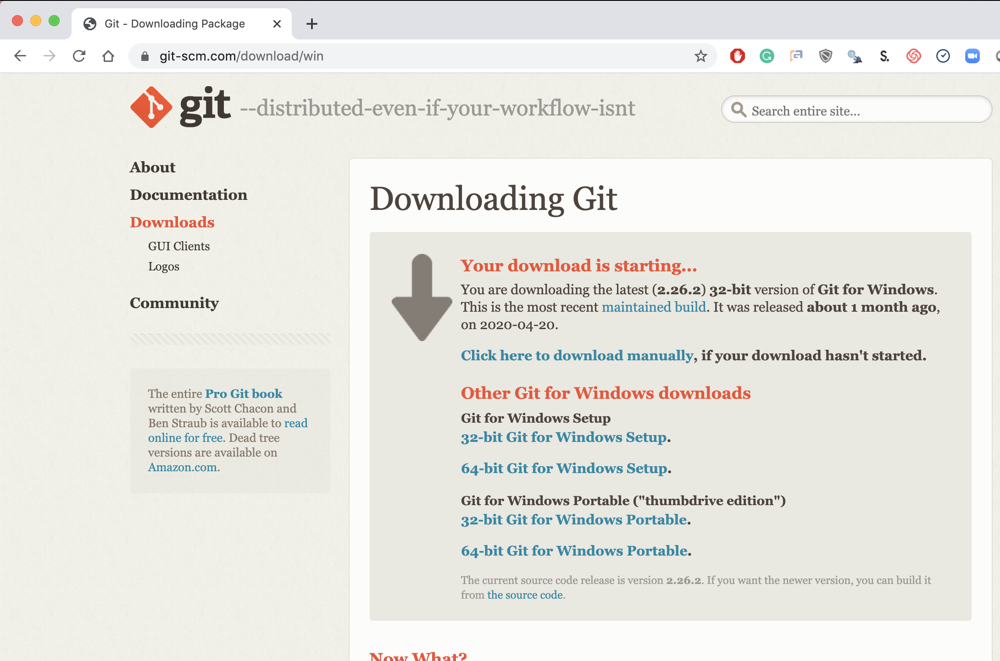 Git - Downloading Package
git-scm.com/download/win
git --distributed-even-if-your-workflow-isnt
Search entire site...
About
Documentation
Downloads
GUI Clients
Logos
Community
The entire Pro Git book
written by Scott Chacon and
Ben Straub is available to read
online for free. Dead tree
versions are available on
Amazon.com.
Downloading Git
Your download is starting...
You are downloading the latest (2.26.2) 32-bit version of Git for Windows.
This is the most recent maintained build. It was released about 1 month ago,
on 2020-04-20.
Click here to download manually, if your download hasn't started.
Other Git for Windows downloads
Git for Windows Setup
32-bit Git for Windows Setup.
64-bit Git for Windows Setup.
Git for Windows Portable ("thumbdrive edition")
32-bit Git for Windows Portable.
64-bit Git for Windows Portable.
The current source code release is version 2.26.2. If you want the newer version, you can build it
from the source code.
Now What?